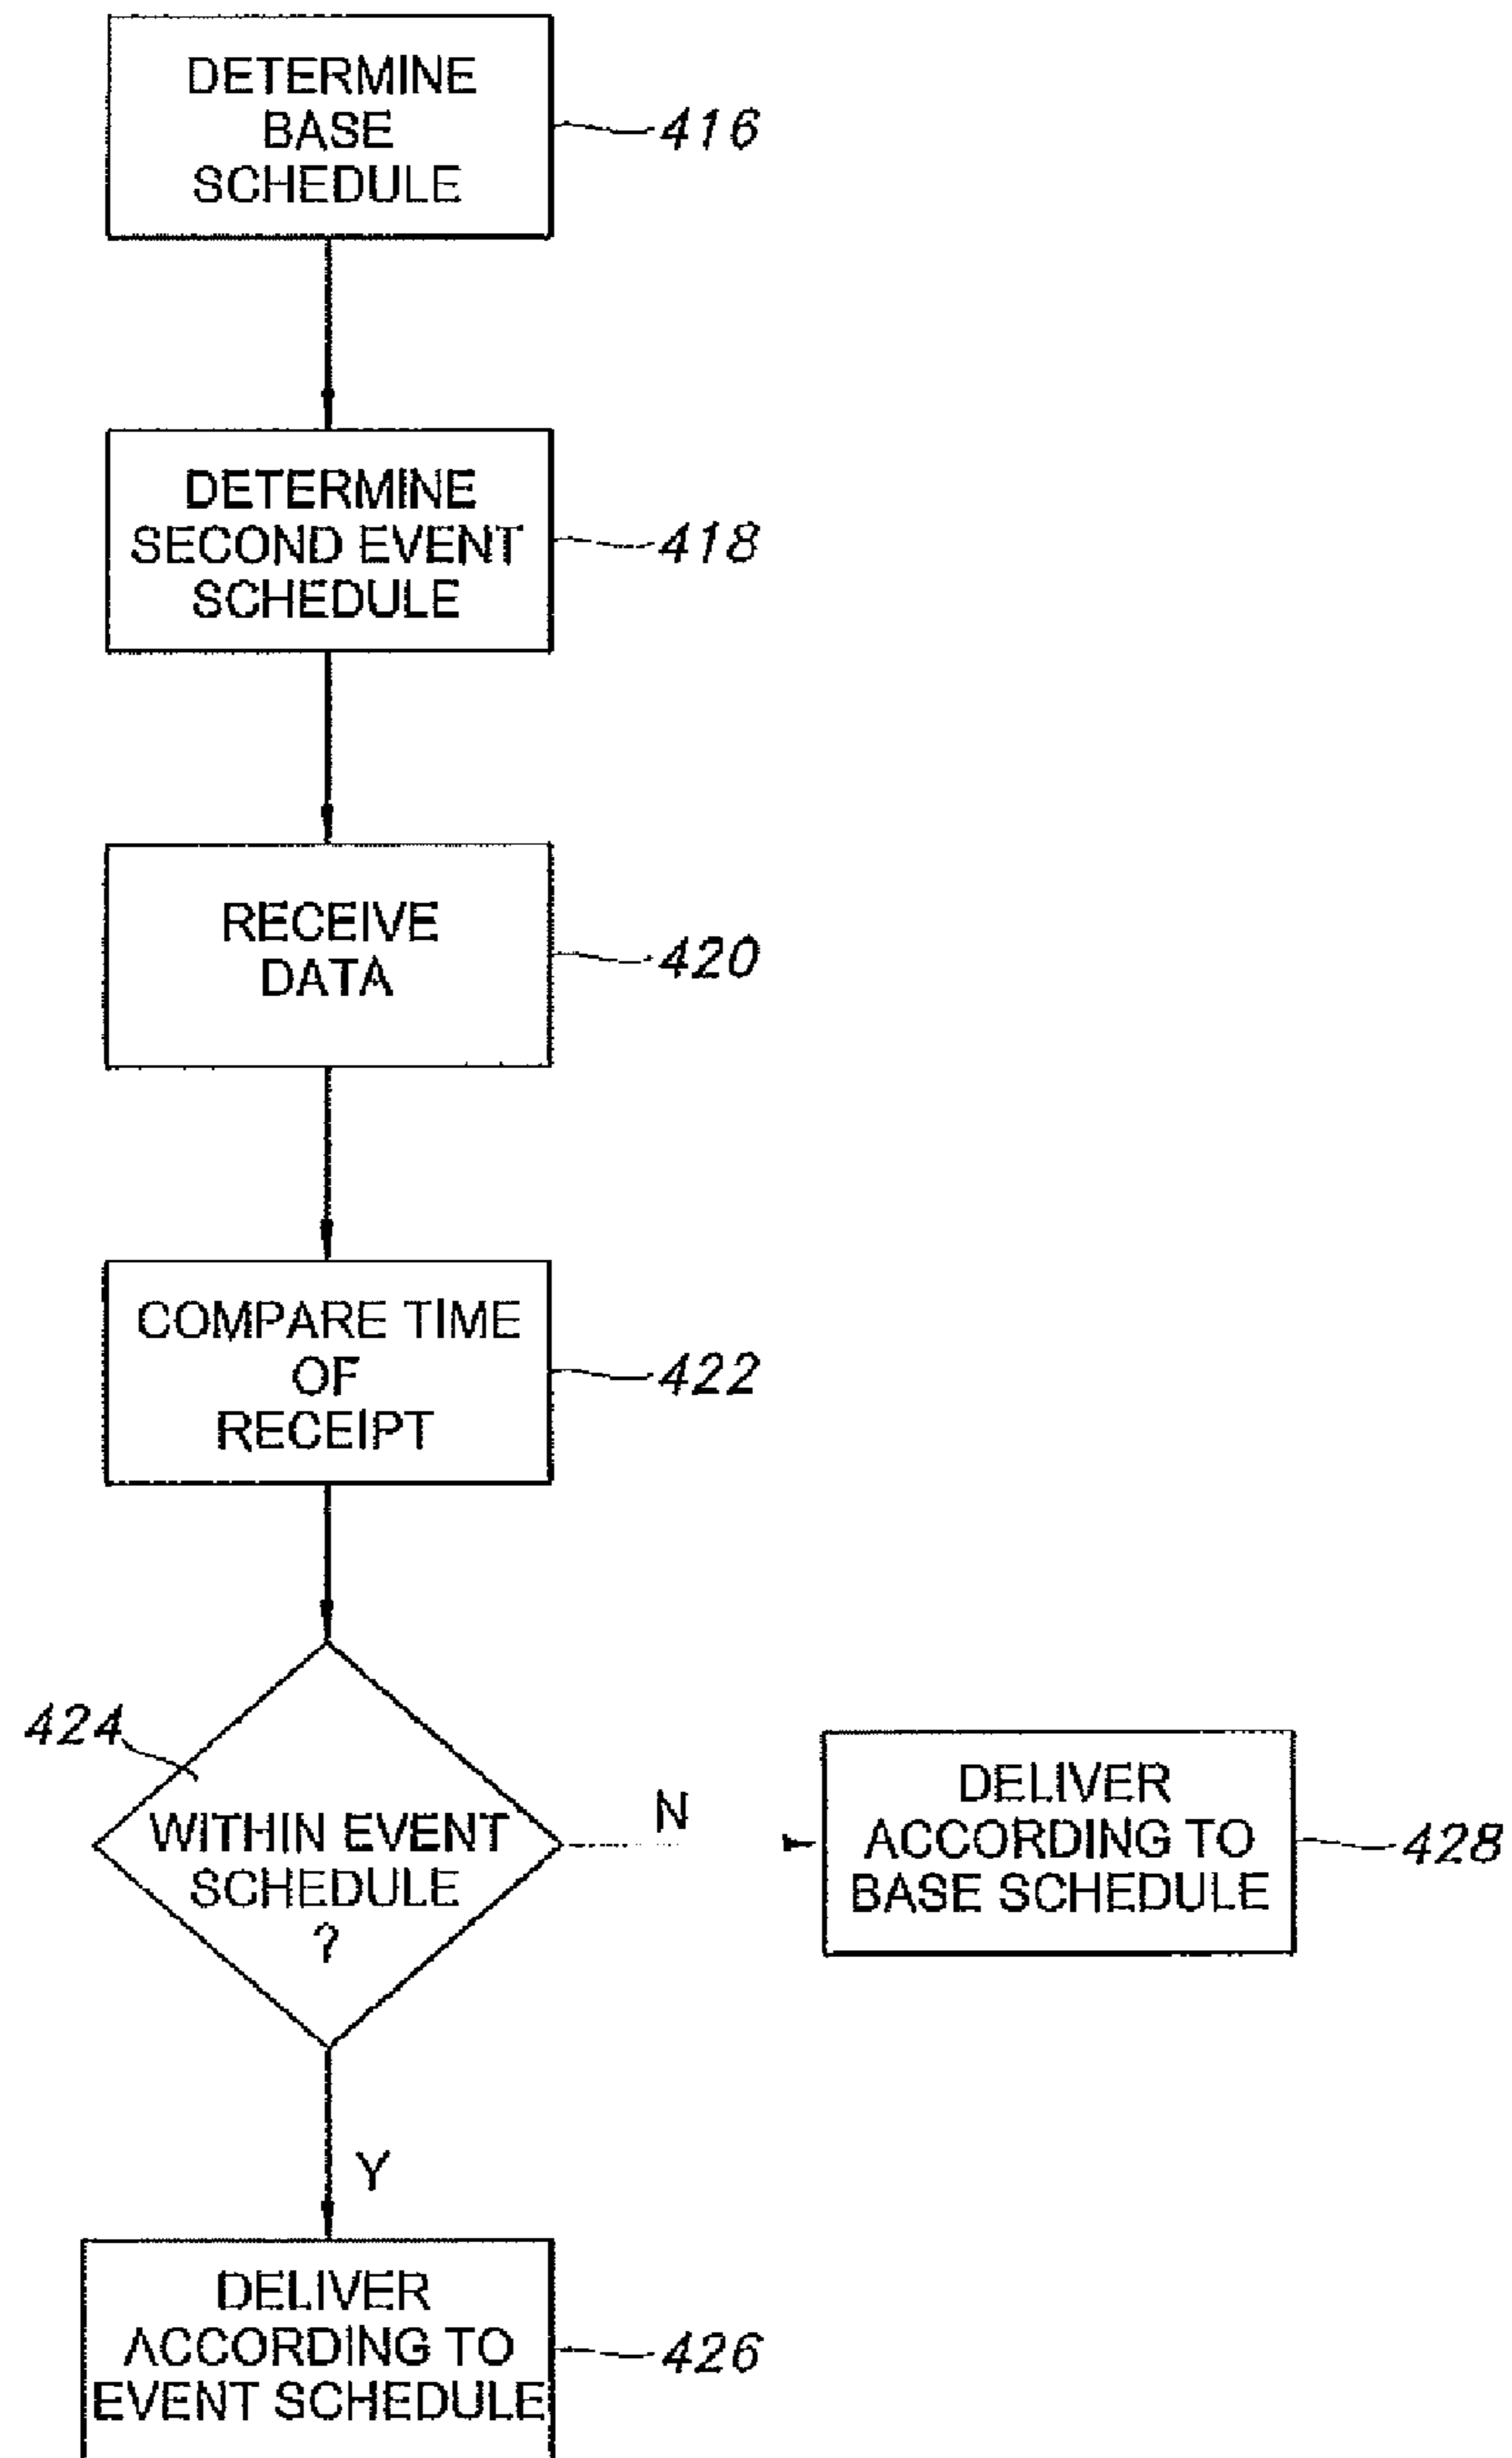 DETERMINE
BASE
SCHEDULE
416
DETERMINE
SECOND EVENT
SCHEDULE
418
RECEIVE
DATA
420
COMPARE TIME
OF
RECEIPT
422
424
WITHIN EVENT
SCHEDULE
?
N
DELIVER
ACCORDING TO
BASE SCHEDULE
428
Y
DELIVER
ACCORDING TO
EVENT SCHEDULE
426